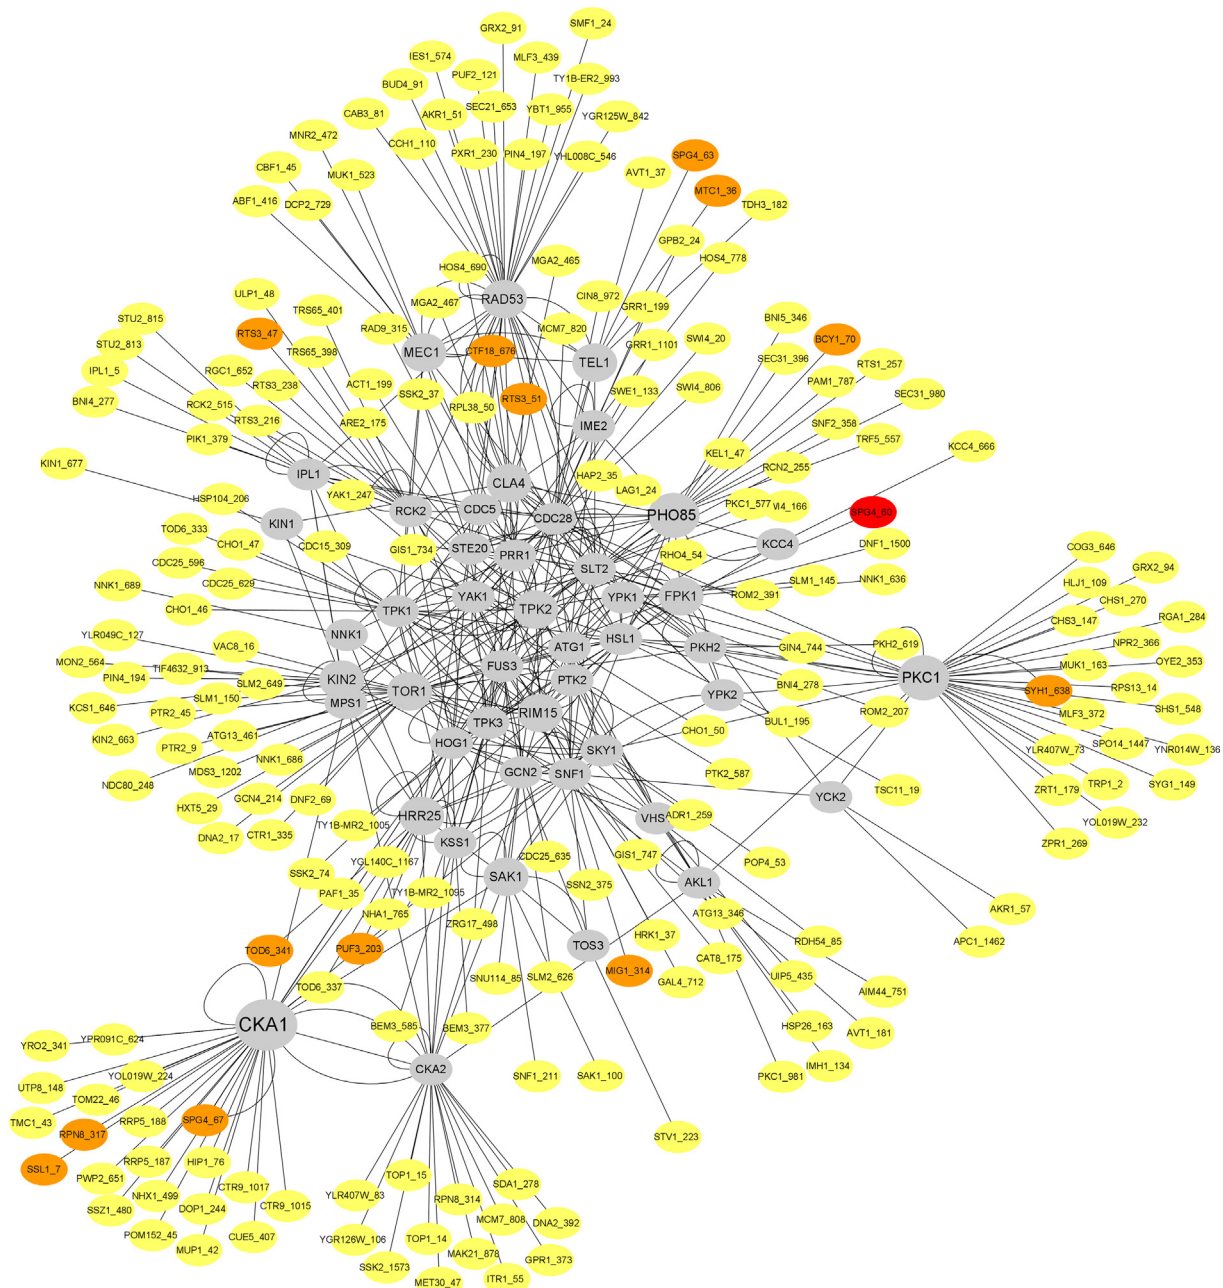 GRX2_91
SMF1_24
IES1_574
MLF3_439
BUD4_91
PUF2_121
TY1B-ER2_993
CAB3_81
AKR1_51
SEC21_653
YBT1_955
YGR125W_842
MNR2_472
CCH1_110
PXR1_230
PIN4_197
YHL008C_546
SPG4_63
CBF1_45
MUK1_523
AVT1_37
MTC1_36
ABF1_416
DCP2_729
TDH3_182
GPB2_24
HOS4_690
MGA2_465
HOS4_778
ULP1_48
TRS65_401
MGA2_467
RAD53
CIN8_972
GRR1_199
STU2_815
RTS3_47
RAD9_315
MCM7_820
BNI5_346
STU2_813
TRS65_398
MEC1
CTF18_676
TEL1
GRR1_1101
SWI4_20
SEC31_396
BCY1_70
IPL1_5
RGC1_652
RTS3_238
ACT1_199
SSK2_37
RTS3_51
SWE1_133
SWI4_806
PAM1_787
RTS1_257
BNI4_277
RCK2_515
RPL38_50
SEC31_980
RTS3_216
ARE2_175
IME2
SNF2_358
PIK1_379
TRF5_557
KIN1_677
IPL1
CLA4
HAP2_35
KEL1_47
RCN2_255
KCC4_666
HSP104_206
YAK1_247
RCK2
CDC5
CDC28
LAG1_24
PHO85
PKC1_577
SPG4_60
TOD6_333
KIN1
CDC15_309
GIS1_734
STE20
PRR1
RHO4_54
KCC4
DNF1_1500
COG3_646
CHO1_47
SLT2
CDC25_596
HLJ1_109
GRX2_94
NNK1_689
CDC25_629
YAK1
YPK1
FPK1
ROM2_391
SLM1_145
NNK1_636
CHS1_270
CHO1_46
TPK1
TPK2
CHS3_147
RGA1_284
YLR049C_127
NNK1
ATG1
HSL1
PKH2
GIN4_744
PKH2_619
NPR2_366
MON2_564
TIF4632_913
VAC8_16
FUS3
MUK1_163
OYE2_353
PIN4_194
SLM2_649
KIN2
TOR1
PTK2
BNI4_278
PKC1
SYH1_638
RPS13_14
KCS1_646
SLM1_150
MPS1
YPK2
ROM2_207
MLF3_372
SHS1_548
PTR2_45
TPK3
RIM15
BUL1_195
KIN2_663
ATG13_461
HOG1
SKY1
CHO1_50
YLR407W_73
SPO14_1447
YNR014W_136
PTR2_9
NNK1_686
GCN2
SNF1
PTK2_587
TRP1_2
NDC80_248
MDS3_1202
TSC11_19
ZRT1_179
SYG1_149
HXT5_29
GCN4_214
DNF2_69
YCK2
YOL019W_232
DNA2_17
CTR1_335
TY1B-MR2_1005
HRR25
VHS
ADR1_259
ZPR1_269
YGL140C_1167
KSS1
CDC25_635
GIS1_747
POP4_53
SSK2_74
PAF1_35
TY1B-MR2_1095
SAK1
SSN2_375
AKL1
NHA1_765
ZRG17_498
ATG13_346
AKR1_57
TOD6_341
PUF3_203
TOS3
HRK1_37
RDH54_85
APC1_1462
SNU114_85
SLM2_626
MIG1_314
CAT8_175
TOD6_337
GAL4_712
UIP5_435
AIM44_751
CKA1
BEM3_585
BEM3_377
HSP26_163
AVT1_181
YRO2_341
YPR091C_624
CKA2
IMH1_134
YOL019W_224
SNF1_211
SAK1_100
PKC1_981
UTP8_148
TOM22_46
TMC1_43
RRP5_188
SPG4_67
STV1_223
RPN8_317
RRP5_187
HIP1_76
SSL1_7
PWP2_651
CTR9_1017
TOP1_15
SDA1_278
SSZ1_480
NHX1_499
CTR9_1015
YLR407W_83
RPN8_314
DOP1_244
MCM7_808
DNA2_392
POM152_45
CUE5_407
YGR126W_106
TOP1_14
MUP1_42
MAK21_878
GPR1_373
SSK2_1573
MET30_47
ITR1_55